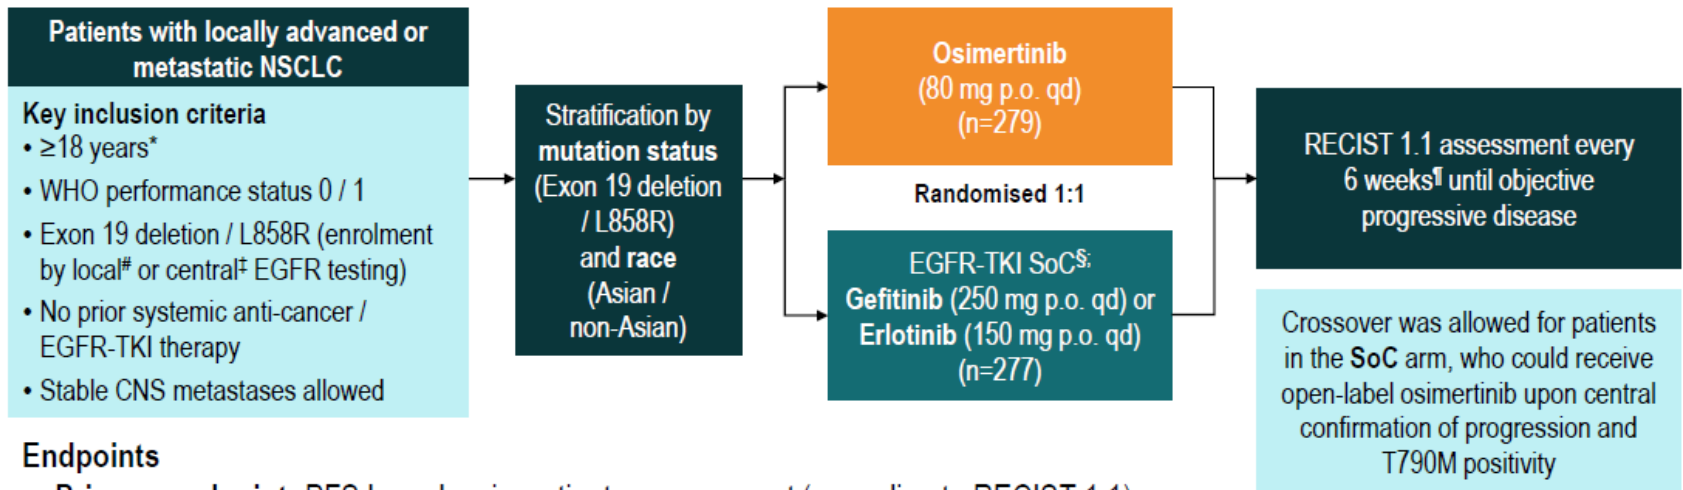 Patients with locally advanced or
metastatic NSCLC
Key inclusion criteria
• ≥18 years*
• WHO performance status 0 / 1
• Exon 19 deletion / L858R (enrolment
by local# or central‡ EGFR testing)
• No prior systemic anti-cancer /
EGFR-TKI therapy
• Stable CNS metastases allowed
Stratification by
mutation status
(Exon 19 deletion
/ L858R)
and race
(Asian /
non-Asian)
Osimertinib
(80 mg p.o. qd)
(n=279)
Randomised 1:1
EGFR-TKI SoC§;
Gefitinib (250 mg p.o. qd) or
Erlotinib (150 mg p.o. qd)
(n=277)
RECIST 1.1 assessment every
6 weeks¶ until objective
progressive disease
Crossover was allowed for patients
in the SoC arm, who could receive
open-label osimertinib upon central
confirmation of progression and
T790M positivity
Endpoints